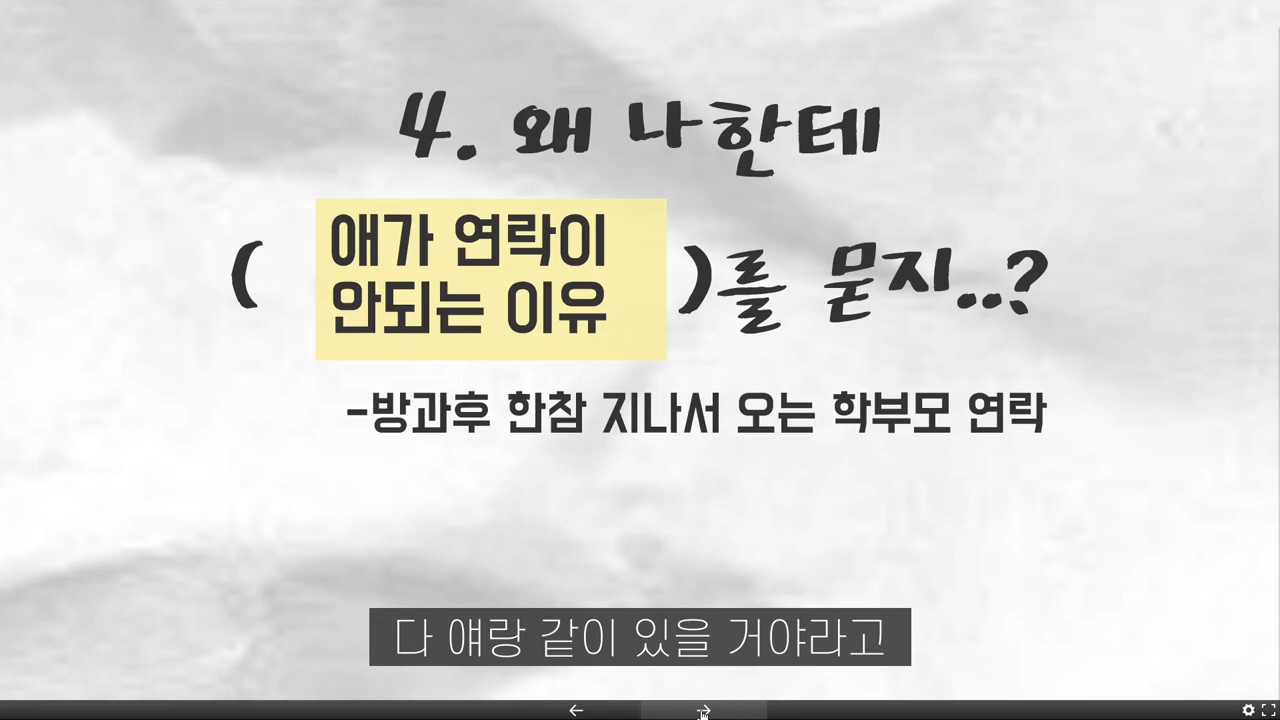 4. 왜 나한테
( 애가 연락이
안되는 이유 )를 묻지..?
-방과후 한참 지나서 오는 학부모 연락
다 얘랑 같이 있을 거야라고